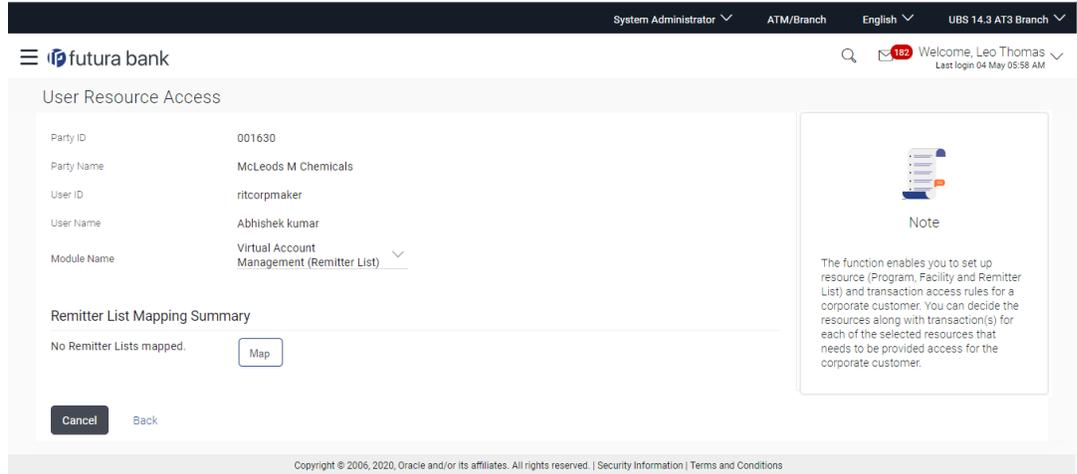 System Administrator ATM/Branch English UBS 14.3 AT3 Branch
futura bank
182
Welcome, Leo Thomas
Last login 04 May 05:58 AM
User Resource Access
Party ID 001630
Party Name McLeods M Chemicals
User ID ritcorpmaker
User Name Abhishek kumar
Module Name Virtual Account
Management (Remitter List)
Remitter List Mapping Summary
No Remitter Lists mapped. Map
Cancel Back
Note
The function enables you to set up
resource (Program, Facility and Remitter
List) and transaction access rules for a
corporate customer. You can decide the
resources along with transaction(s) for
each of the selected resources that
needs to be provided access for the
corporate customer.
Copyright © 2006, 2020, Oracle and/or its affiliates. All rights reserved. | Security Information | Terms and Conditions